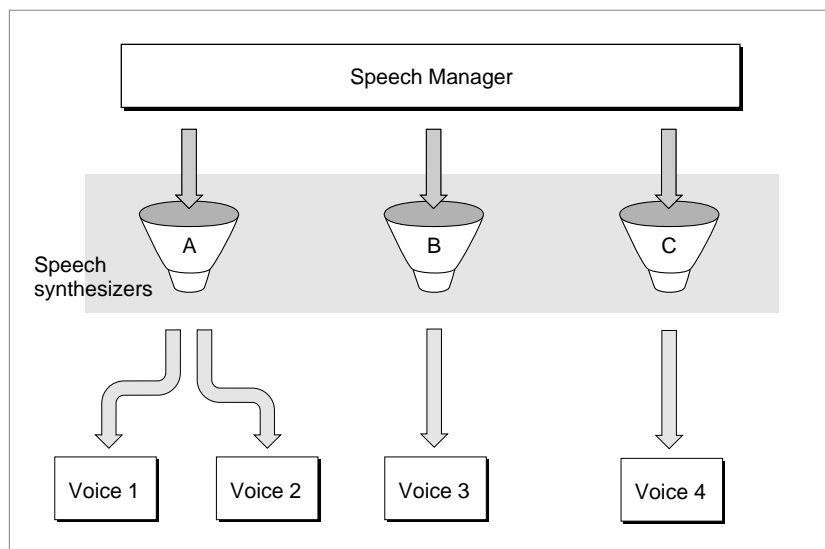 Speech Manager
A
B
C
Speech
synthesizers
Voice 1
Voice 2
Voice 3
Voice 4